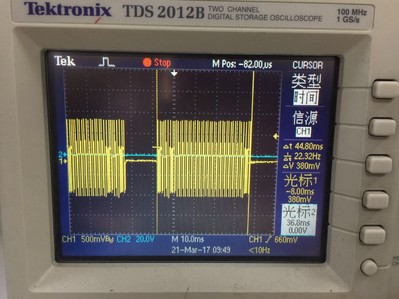 Tektronix TDS 2012B TWO CHANNEL DIGITAL STORAGE OSCILLOSCOPE 100 MHz 1 GS/s
Tek Stop M Pos: -82.00µs CURSOR
类型
时间
信源
CH1
Δt 44.80ms
22.32Hz
ΔV 380mV
光标1
-8.00ms
380mV
光标2
36.8ms
0.00V
CH1 500mV CH2 20.0V M 10.0ms CH1 660mV
21-Mar-17 09:49 <10Hz